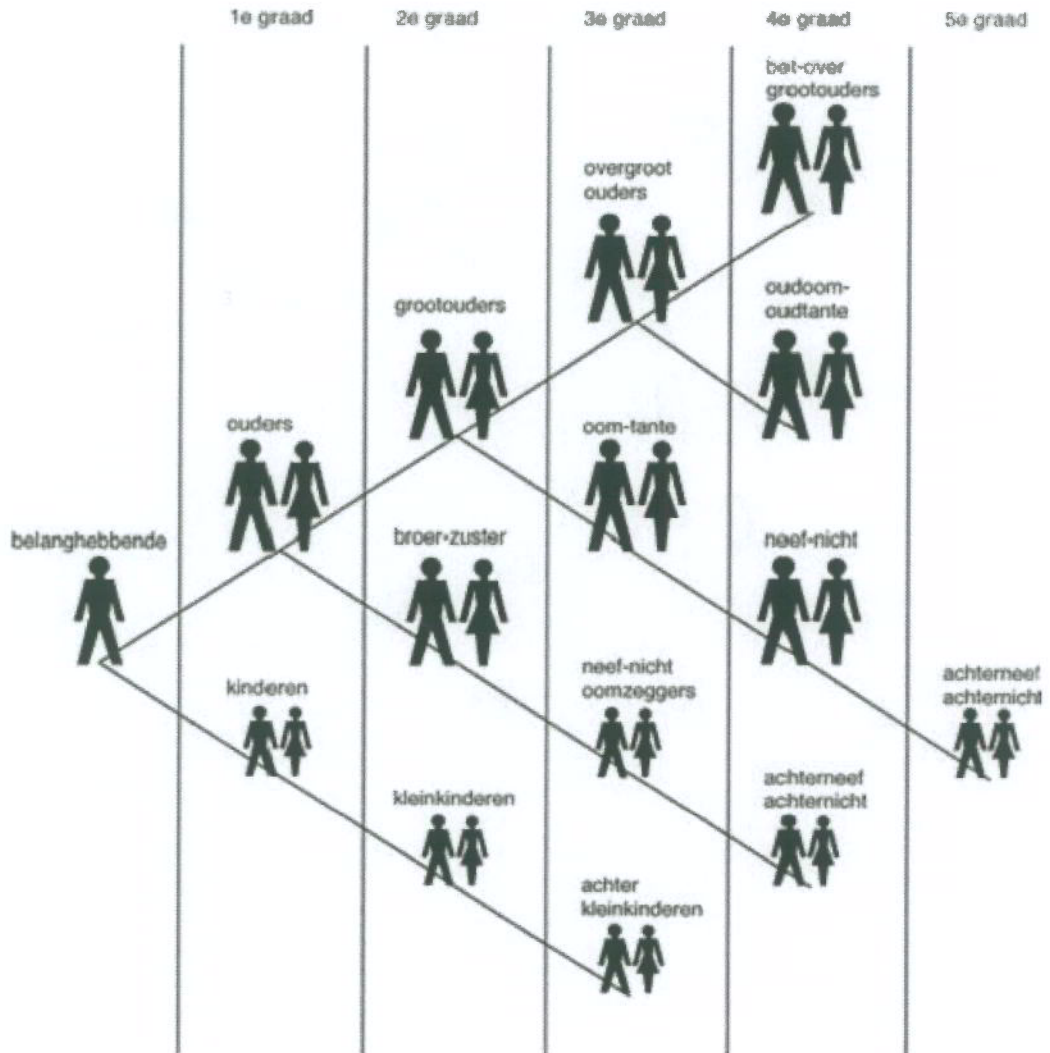 1e graad
2e graad
3e graad
4e graad
5e graad
bet-over
grootouders
overgroot
ouders
oudoom-
oudtante
grootouders
ouders
oom-tante
belanghebbende
broer-zuster
neef-nicht
kinderen
neef-nicht
oomzeggers
achterneef
achternicht
kleinkinderen
achterneef
achternicht
achter
kleinkinderen